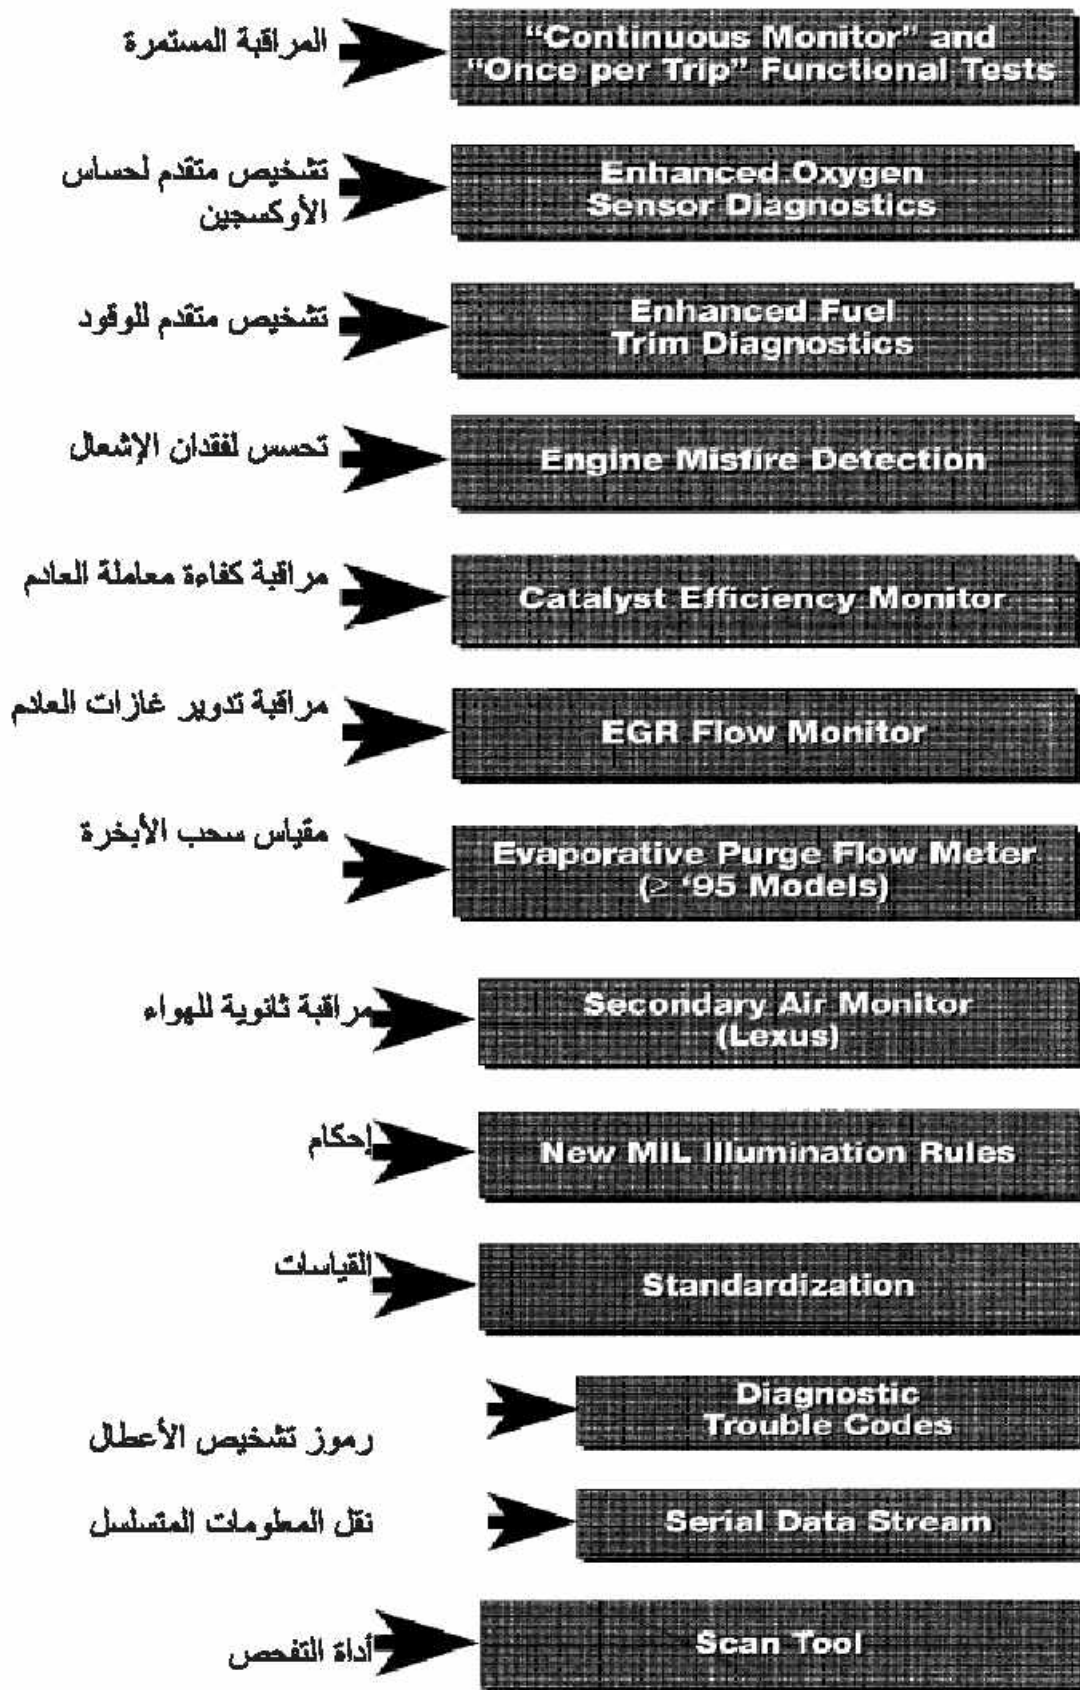 المراقبة المستمرة
“Continuous Monitor” and
“Once per Trip” Functional Tests
تشخيص متقدم لحساس
الأوكسجين
Enhanced Oxygen
Sensor Diagnostics
تشخيص متقدم للوقود
Enhanced Fuel
Trim Diagnostics
تحسس لفقدان الإشعال
Engine Misfire Detection
مراقبة كفاءة معاملة العادم
Catalyst Efficiency Monitor
مراقبة تدوير غازات العادم
EGR Flow Monitor
مقياس سحب الأبخرة
Evaporative Purge Flow Meter
(≥ ‘95 Models)
مراقبة ثانوية للهواء
Secondary Air Monitor
(Lexus)
إحكام
New MIL Illumination Rules
القياسات
Standardization
Diagnostic
Trouble Codes
رموز تشخيص الأعطال
نقل المعلومات المتسلسل
Serial Data Stream
أداة التفحص
Scan Tool